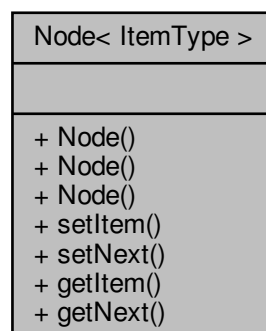 Node< ItemType >
+ Node()
+ Node()
+ Node()
+ setItem()
+ setNext()
+ getItem()
+ getNext()